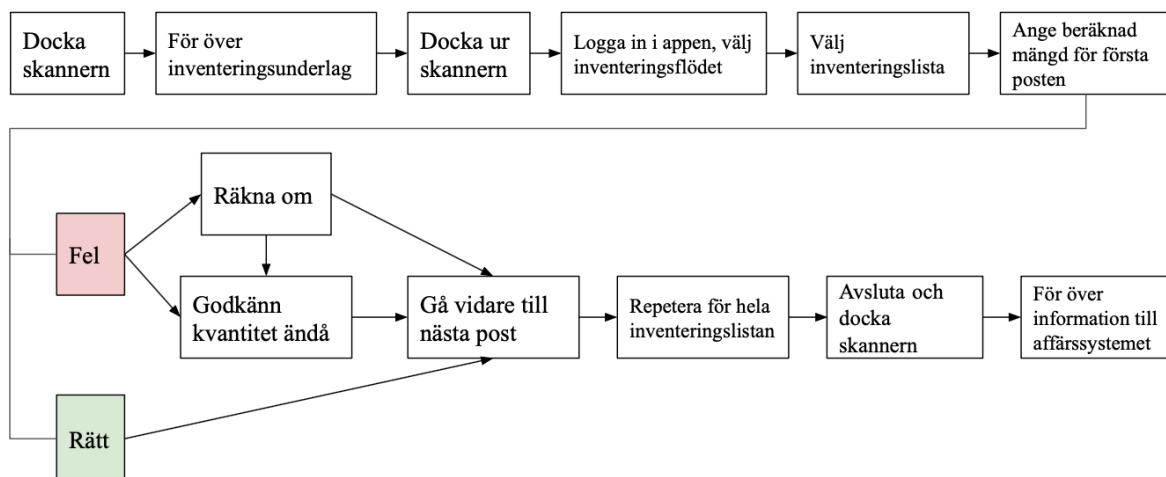 Docka
skannern
För över
inventeringsunderlag
Docka ur
skannern
Logga in i appen, välj
inventeringsflödet
Välj
inventeringslista
Ange beräknad
mängd för första
posten
Räkna om
Fel
Godkänn
kvantitet ändå
Gå vidare till
nästa post
Repetera för hela
inventeringslistan
Avsluta och
docka
skannern
För över
information till
affärssystemet
Rätt